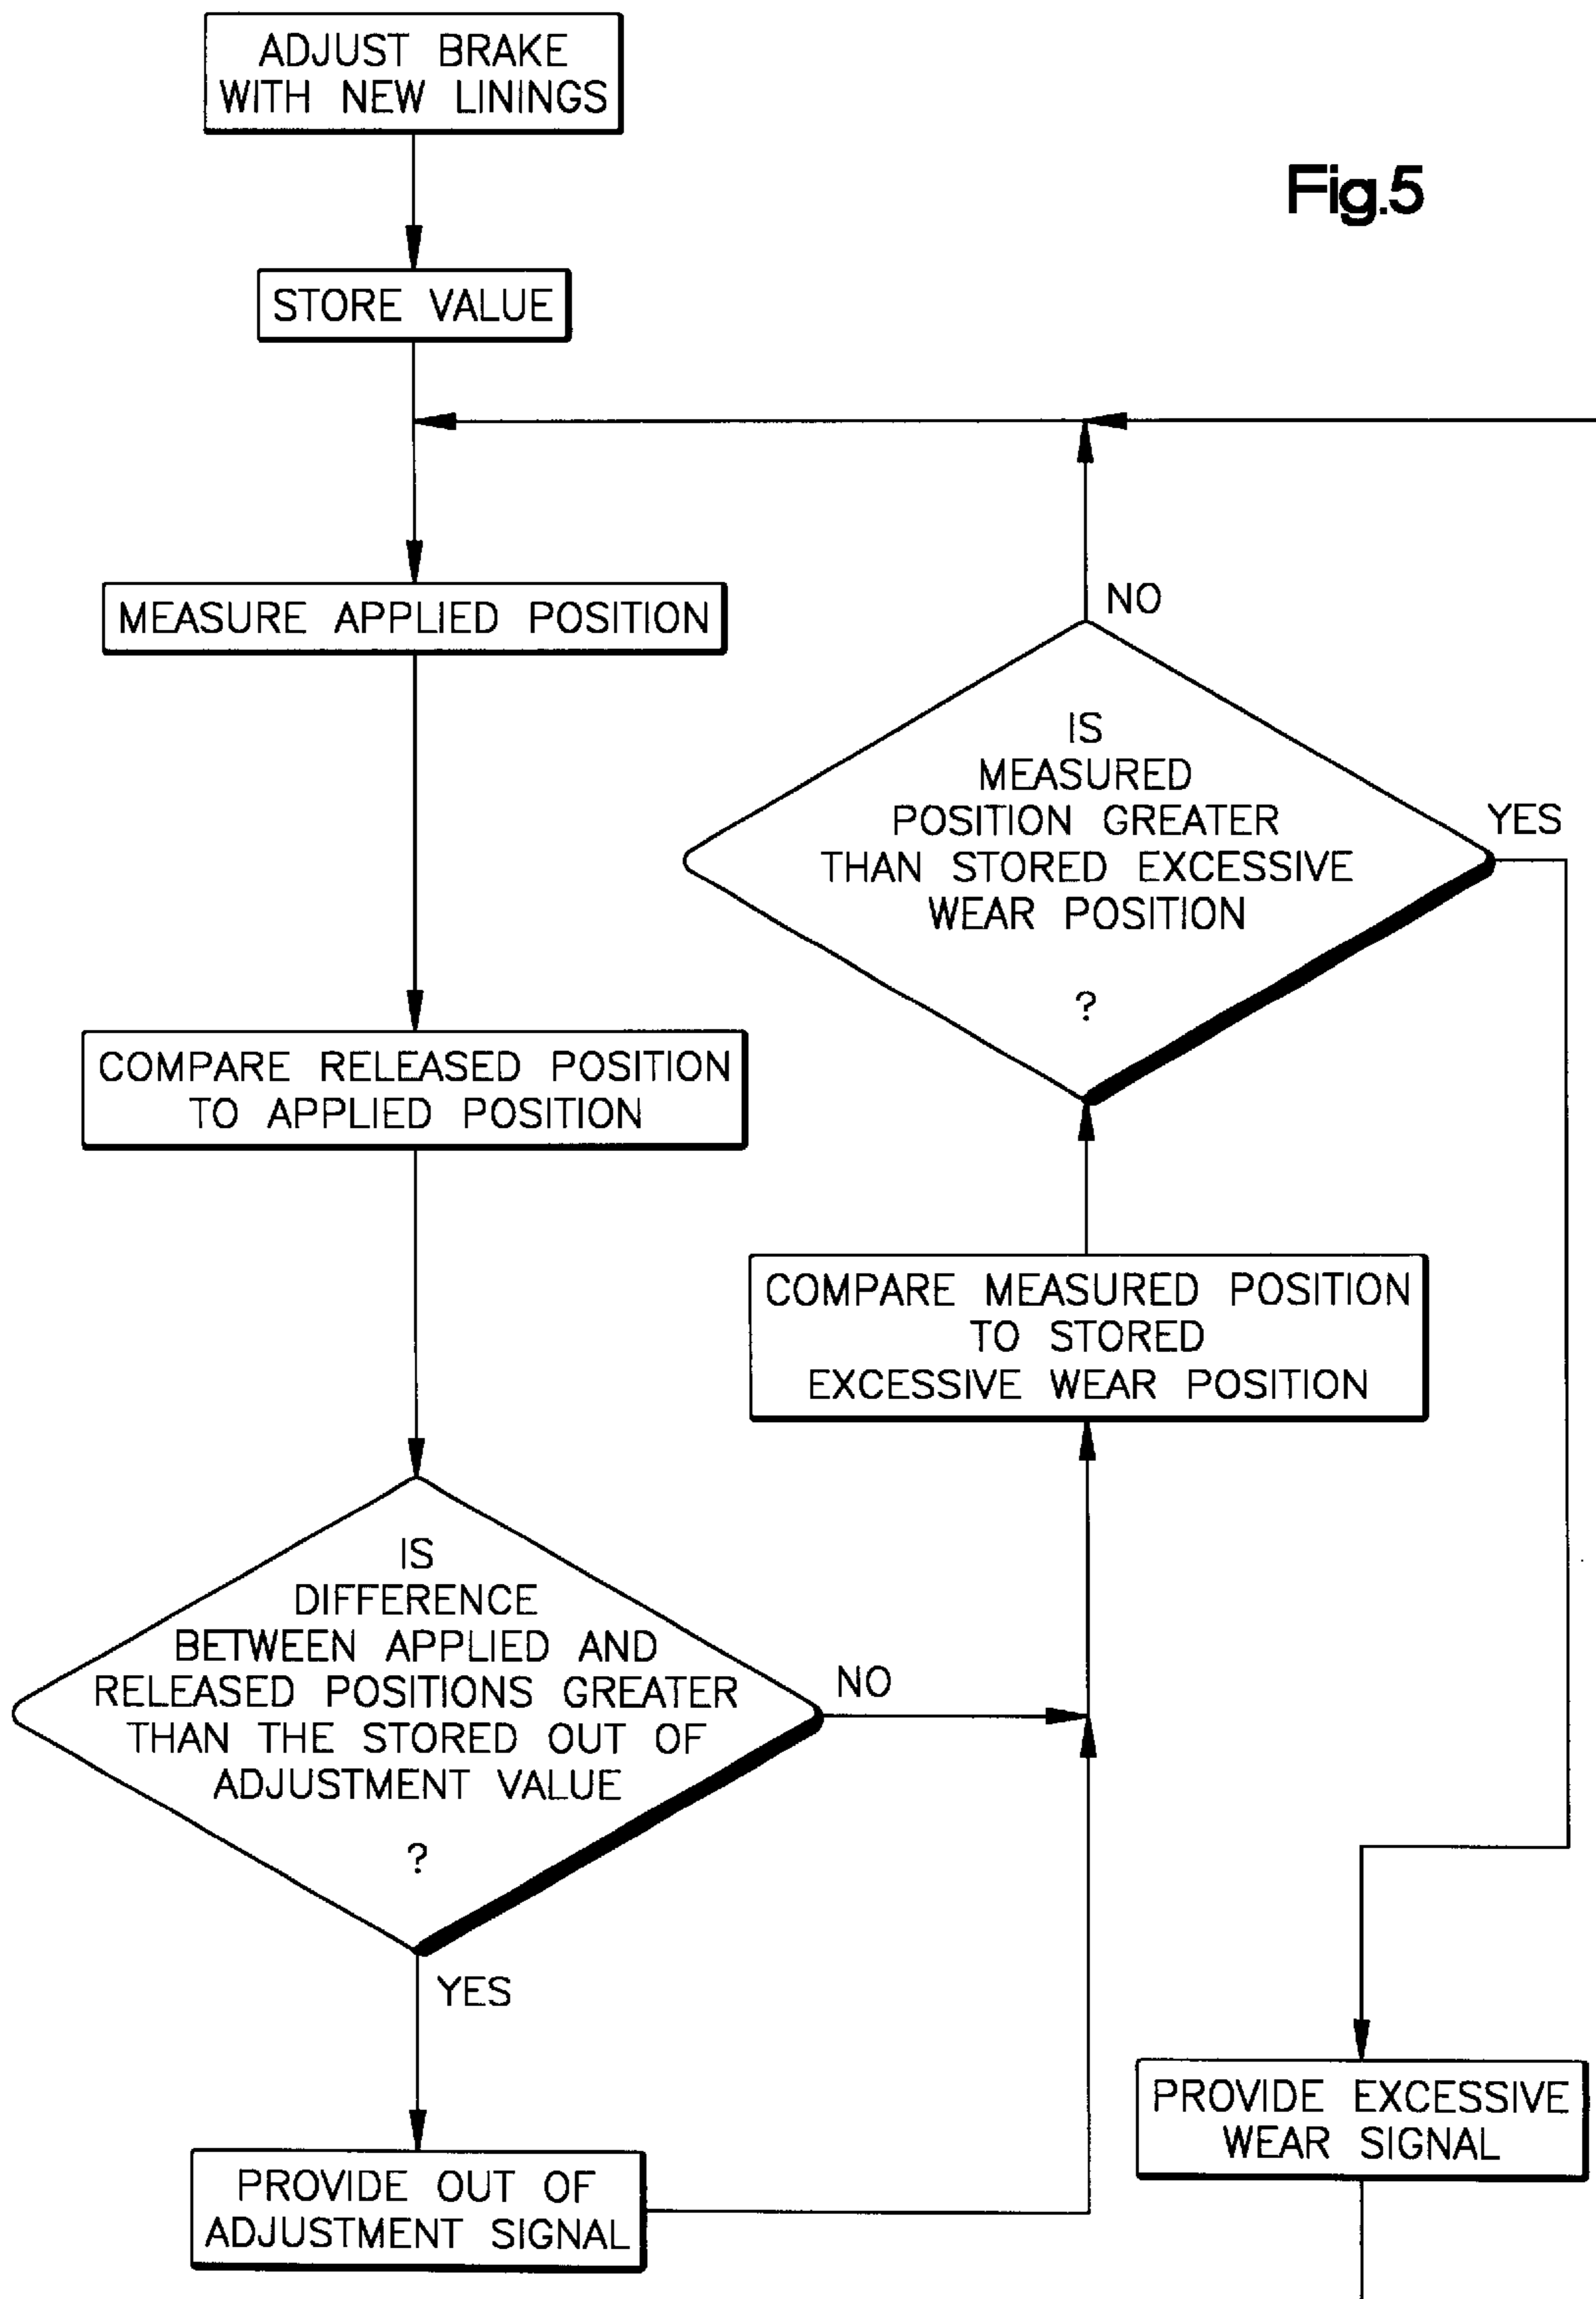 ADJUST BRAKE
WITH NEW LININGS
Fig.5
STORE VALUE
MEASURE APPLIED POSITION
NO
IS
MEASURED
POSITION GREATER
THAN STORED EXCESSIVE
WEAR POSITION
?
YES
COMPARE RELEASED POSITION
TO APPLIED POSITION
COMPARE MEASURED POSITION
TO STORED
EXCESSIVE WEAR POSITION
IS
DIFFERENCE
BETWEEN APPLIED AND
RELEASED POSITIONS GREATER
THAN THE STORED OUT OF
ADJUSTMENT VALUE
?
NO
YES
PROVIDE OUT OF
ADJUSTMENT SIGNAL
PROVIDE EXCESSIVE
WEAR SIGNAL